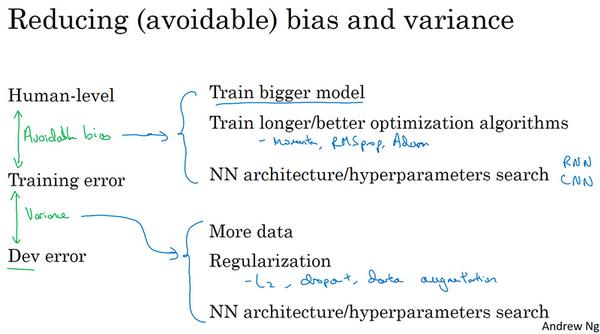 Reducing (avoidable) bias and variance
Human-level
Avoidable bias
Training error
Variance
Dev error
Train bigger model
Train longer/better optimization algorithms
- momentum, RMSprop, Adam
NN architecture/hyperparameters search
RNN
CNN
More data
Regularization
- L2, dropout, data augmentation
NN architecture/hyperparameters search
Andrew Ng